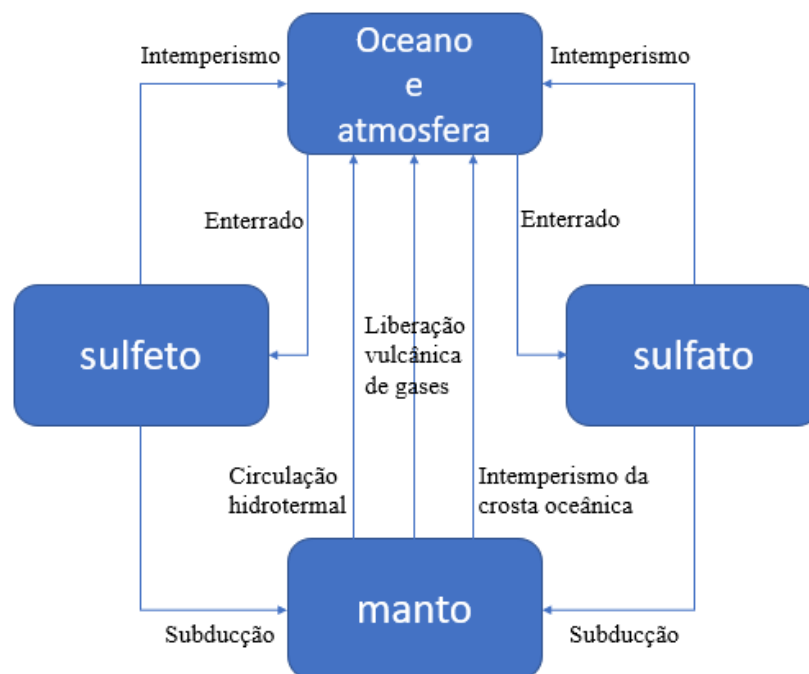 Oceano
e
atmosfera
Intemperismo
Intemperismo
Enterrado
Enterrado
sulfeto
Liberação
vulcânica
de gases
sulfato
Circulação
hidrotermal
Intemperismo da
crosta oceânica
manto
Subducção
Subducção